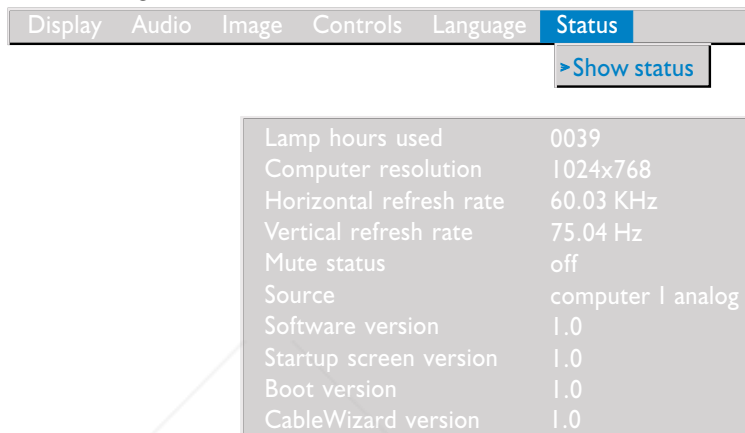 Display Audio Image Controls Language Status
➤Show status
Lamp hours used 0039
Computer resolution 1024x768
Horizontal refresh rate 60.03 KHz
Vertical refresh rate 75.04 Hz
Mute status off
Source computer 1 analog
Software version 1.0
Startup screen version 1.0
Boot version 1.0
CableWizard version 1.0